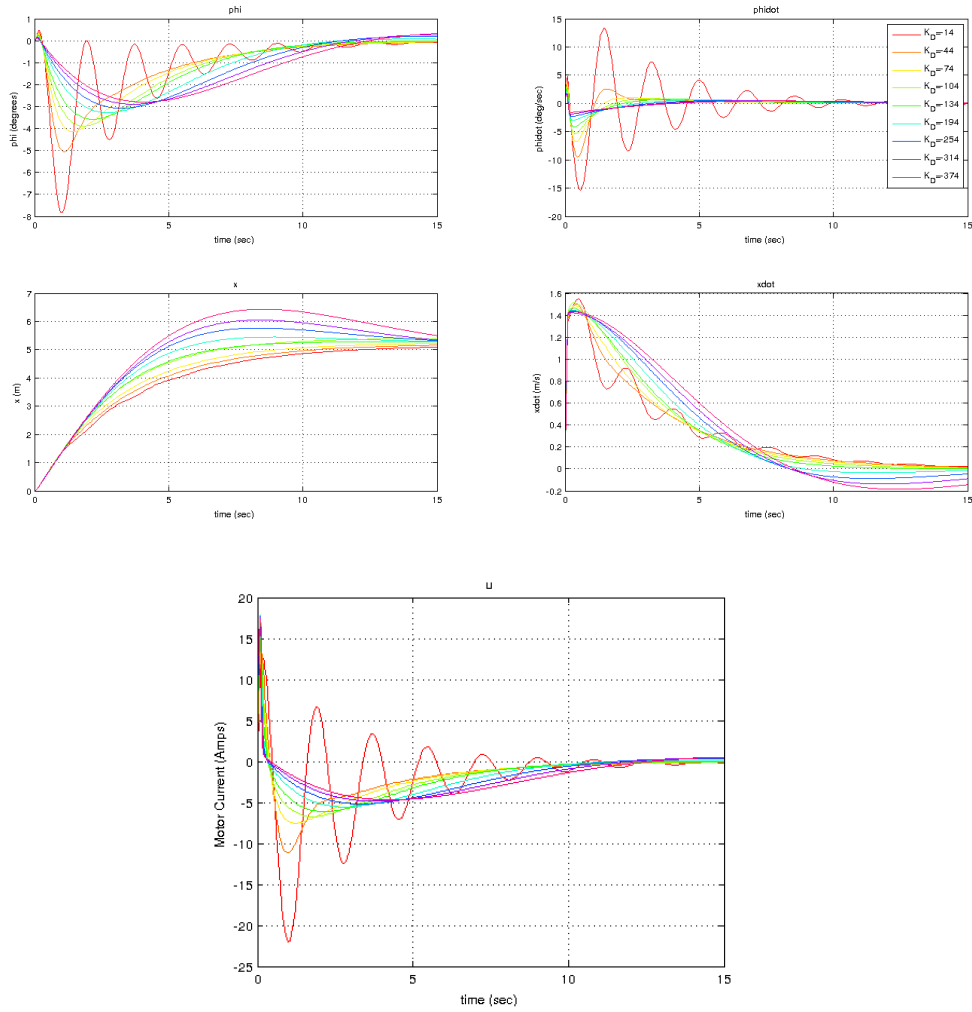 phi
phi (degrees)
1
0
-1
-2
-3
-4
-5
-6
-7
-8
0 5 10 15
time (sec)
phidot
phidot (deg/sec)
15
10
5
0
-5
-10
-15
-20
0 5 10 15
time (sec)
K_D=-14
K_D=-44
K_D=-74
K_D=-104
K_D=-134
K_D=-194
K_D=-254
K_D=-314
K_D=-374
x
x (m)
7
6
5
4
3
2
1
0
0 5 10 15
time (sec)
xdot
xdot (m/s)
1.6
1.4
1.2
1
0.8
0.6
0.4
0.2
0
-0.2
0 5 10 15
time (sec)
u
Motor Current (Amps)
20
15
10
5
0
-5
-10
-15
-20
-25
0 5 10 15
time (sec)